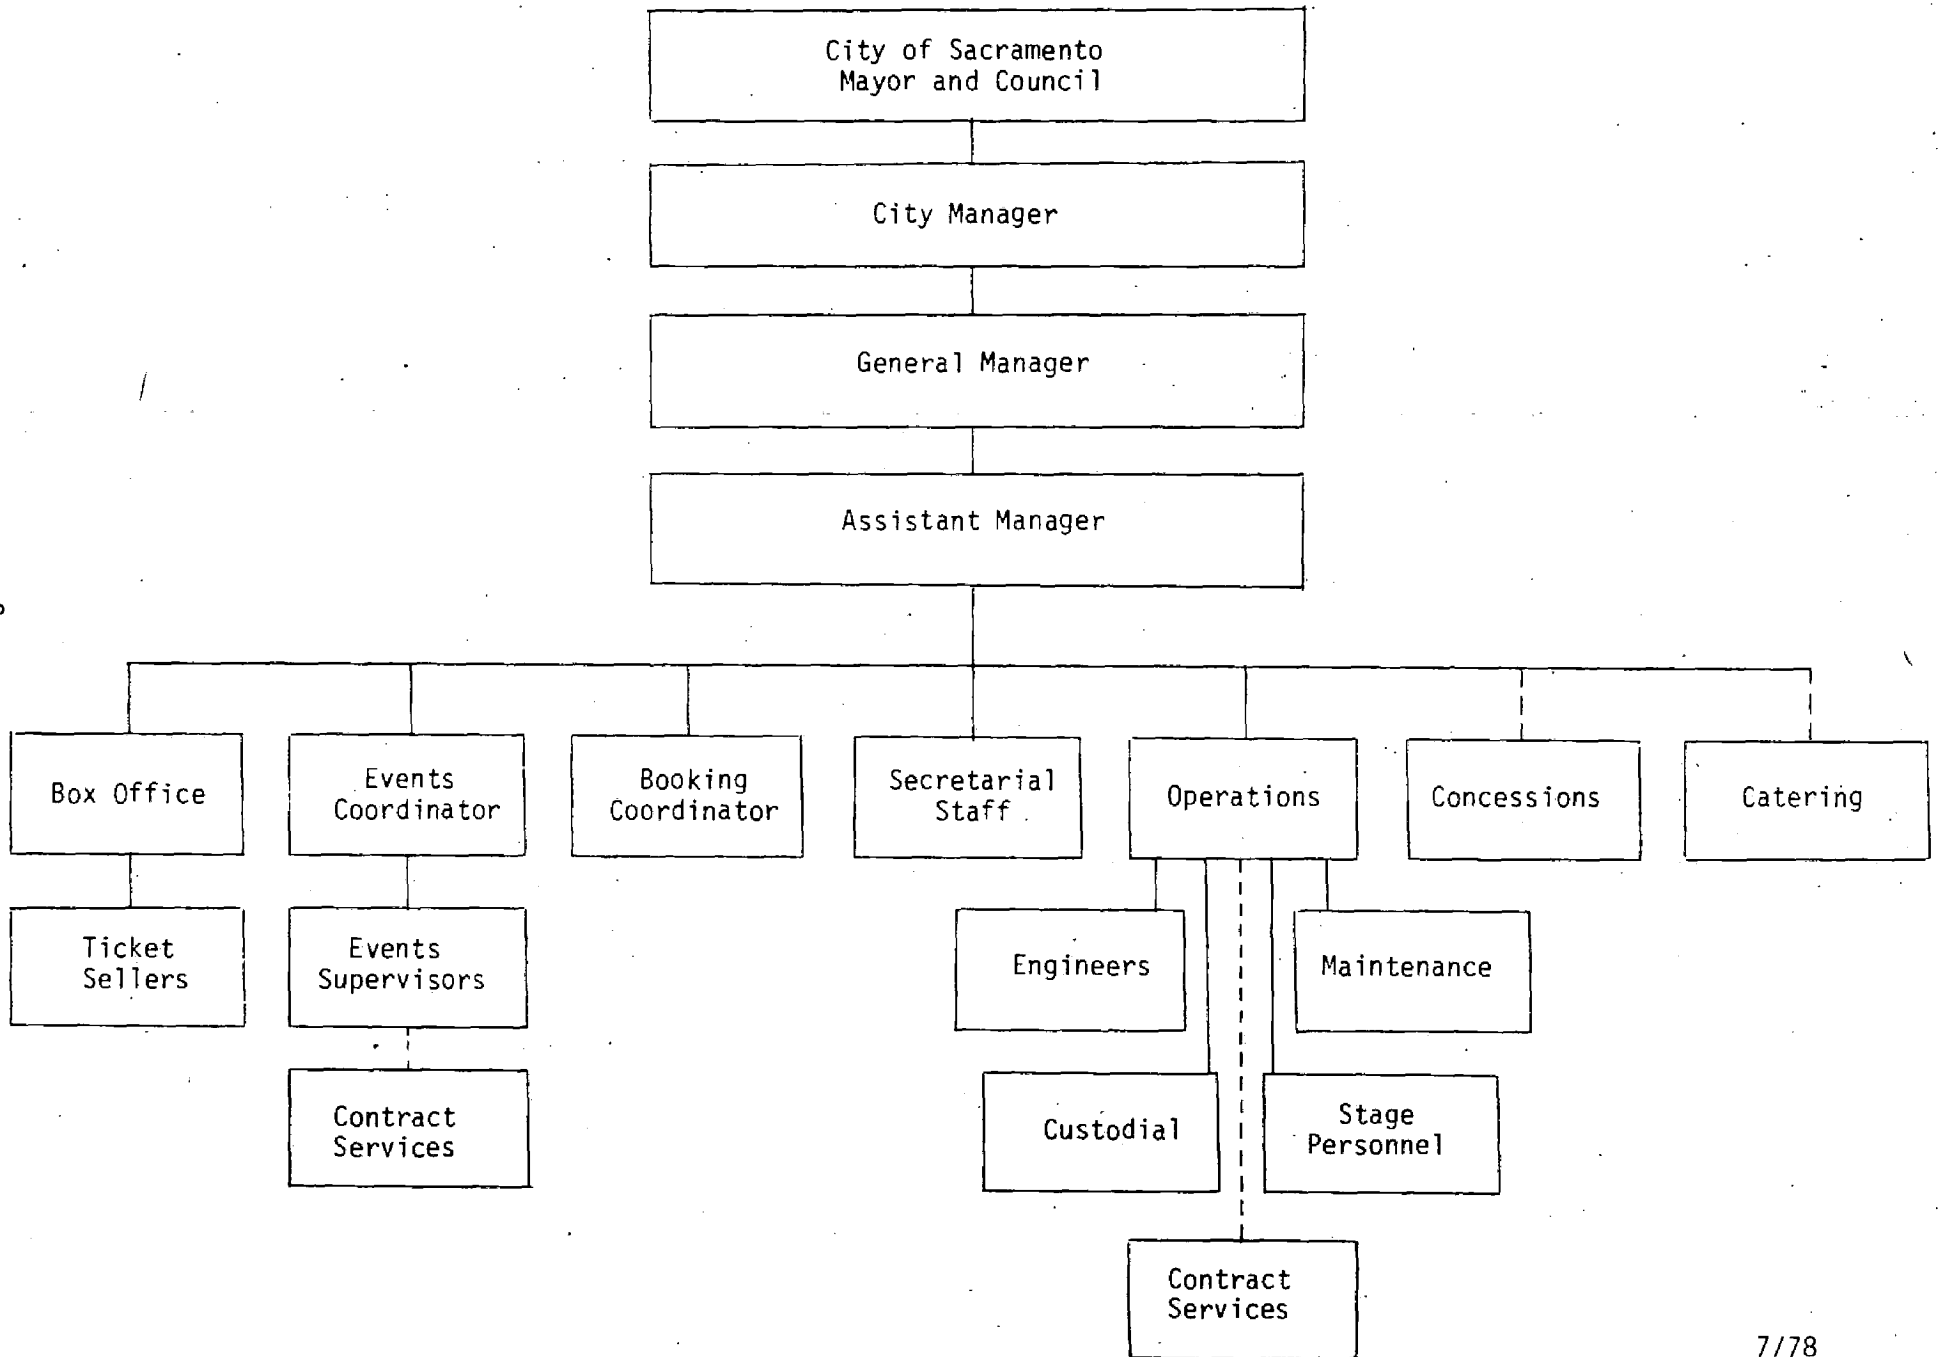 City of Sacramento
Mayor and Council
City Manager
General Manager
Assistant Manager
Box Office
Events
Coordinator
Booking
Coordinator
Secretarial
Staff
Operations
Concessions
Catering
Ticket
Sellers
Events
Supervisors
Engineers
Maintenance
Contract
Services
Custodial
Stage
Personnel
Contract
Services
7/78